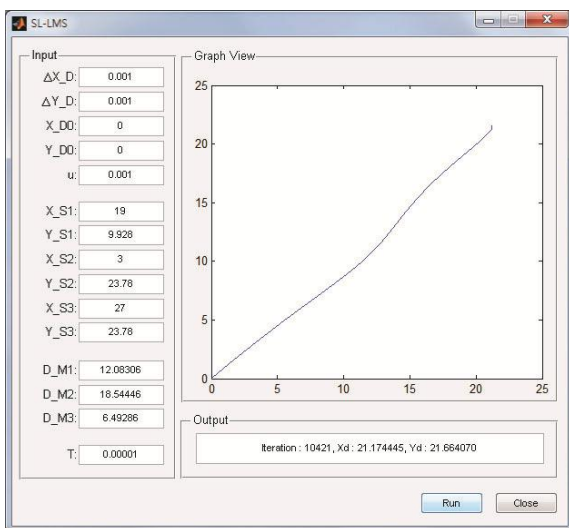 SL-LMS
Input
ΔX_D: 0.001
ΔY_D: 0.001
X_D0: 0
Y_D0: 0
u: 0.001
X_S1: 19
Y_S1: 9.928
X_S2: 3
Y_S2: 23.78
X_S3: 27
Y_S3: 23.78
D_M1: 12.08306
D_M2: 18.54446
D_M3: 6.49286
T: 0.00001
Graph View
25
20
15
10
5
0
0 5 10 15 20 25
Output
Iteration : 10421, Xd : 21.174445, Yd : 21.664070
Run Close